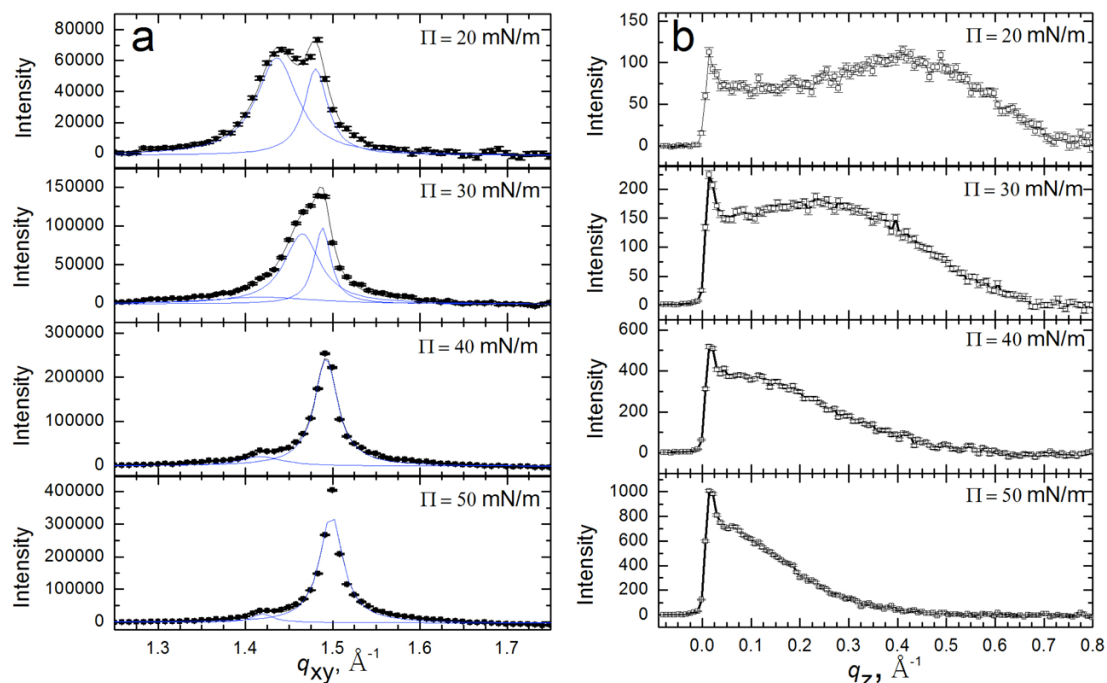 a
Π = 20 mN/m
Intensity
80000
60000
40000
20000
0
Π = 30 mN/m
Intensity
150000
100000
50000
0
Π = 40 mN/m
Intensity
300000
200000
100000
0
Π = 50 mN/m
Intensity
400000
300000
200000
100000
0
1.3 1.4 1.5 1.6 1.7
qxy, Å-1
b
Π = 20 mN/m
Intensity
150
100
50
0
Π = 30 mN/m
Intensity
200
150
100
50
0
Π = 40 mN/m
Intensity
600
400
200
0
Π = 50 mN/m
Intensity
1000
800
600
400
200
0
0.0 0.1 0.2 0.3 0.4 0.5 0.6 0.7 0.8
qz, Å-1